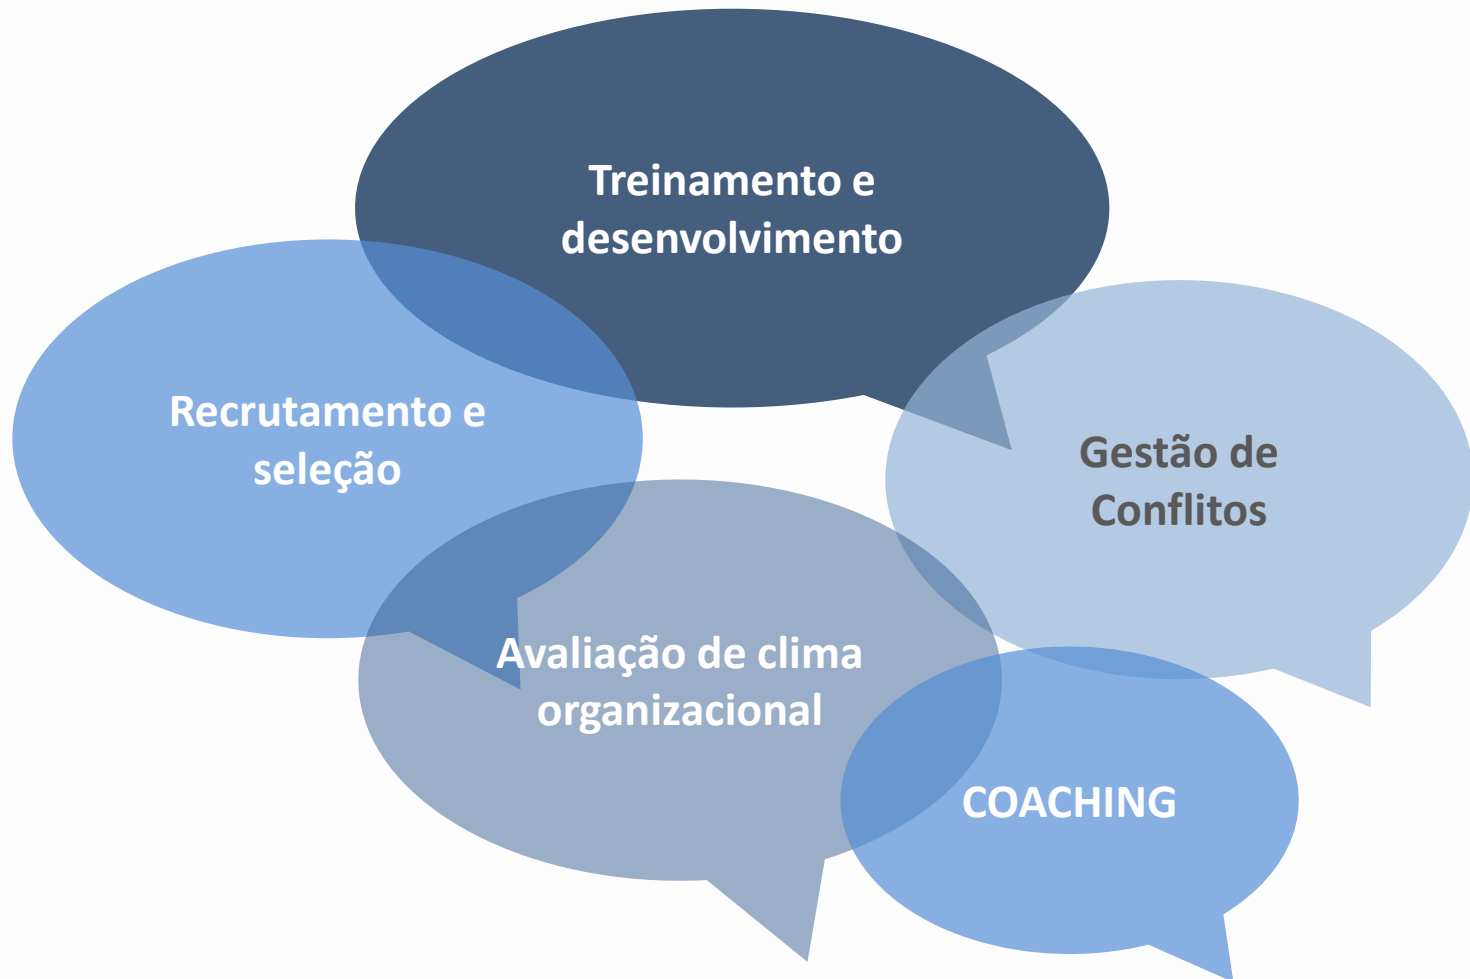 Treinamento e
desenvolvimento
Recrutamento e
seleção
Gestão de
Conflitos
Avaliação de clima
organizacional
COACHING